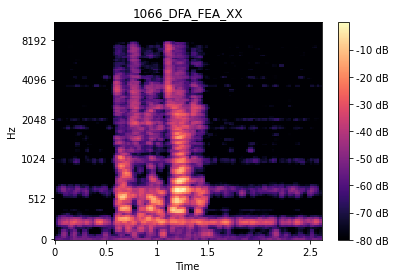 1066_DFA_FEA_XX
8192
4096
2048
1024
512
0
Hz
0
0.5
1
1.5
2
2.5
Time
-10 dB
-20 dB
-30 dB
-40 dB
-50 dB
-60 dB
-70 dB
-80 dB